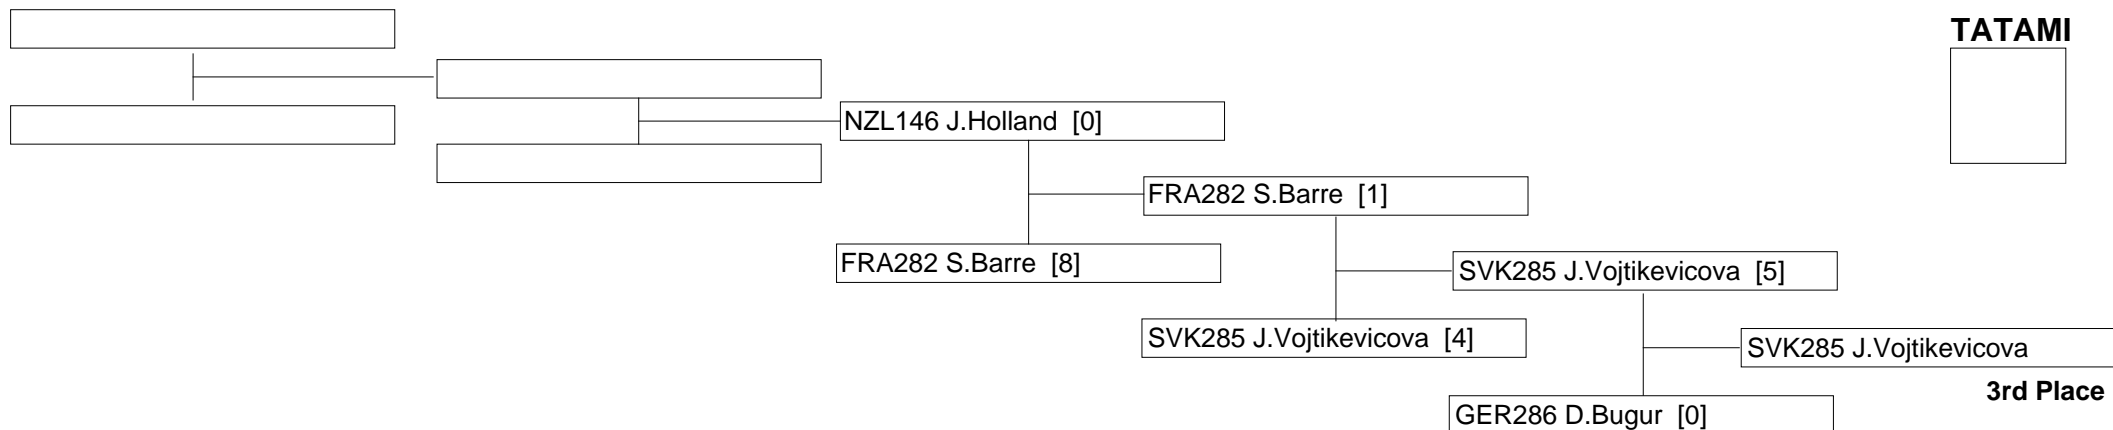 TATAMI
NZL146 J.Holland [0]
FRA282 S.Barre [1]
FRA282 S.Barre [8]
SVK285 J.Vojtikevicova [5]
SVK285 J.Vojtikevicova [4]
SVK285 J.Vojtikevicova
3rd Place
GER286 D.Bugur [0]